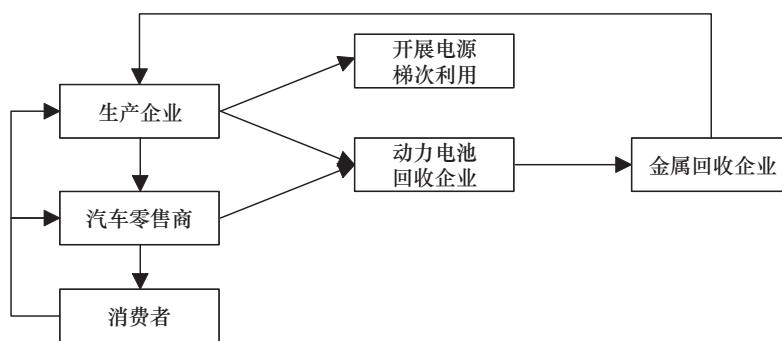 开展电源
梯次利用
生产企业
动力电池
回收企业
金属回收企业
汽车零售商
消费者